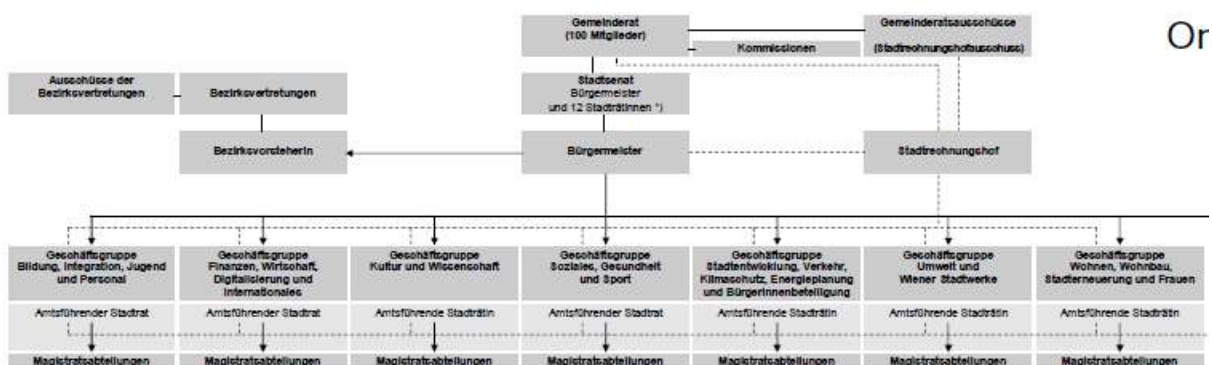 Gemeinderat
(100 Mitglieder)
Gemeinderatsausschüsse
(Stadtrechnungshofausschuss)
Or
Kommissionen
Ausschüsse der
Bezirksvertretungen
Bezirksvertretungen
Stadtsenat
Bürgermeister
und 12 StadträtInnen *)
BezirksvorsteherIn
Bürgermeister
Stadtrechnungshof
Geschäftsgruppe
Bildung, Integration, Jugend
und Personal
Geschäftsgruppe
Finanzen, Wirtschaft,
Digitalisierung und
Internationales
Geschäftsgruppe
Kultur und Wissenschaft
Geschäftsgruppe
Soziales, Gesundheit
und Sport
Geschäftsgruppe
Stadtentwicklung, Verkehr,
Klimaschutz, Energieplanung
und BürgerInnenbeteiligung
Geschäftsgruppe
Umwelt und
Wiener Stadtwerke
Geschäftsgruppe
Wohnen, Wohnbau,
Stadterneuerung und Frauen
Amtsführender Stadtrat
Amtsführender Stadtrat
Amtsführende Stadträtin
Amtsführender Stadtrat
Amtsführende Stadträtin
Amtsführender Stadtrat
Amtsführende Stadträtin
Magistratsabteilungen
Magistratsabteilungen
Magistratsabteilungen
Magistratsabteilungen
Magistratsabteilungen
Magistratsabteilungen
Magistratsabteilungen